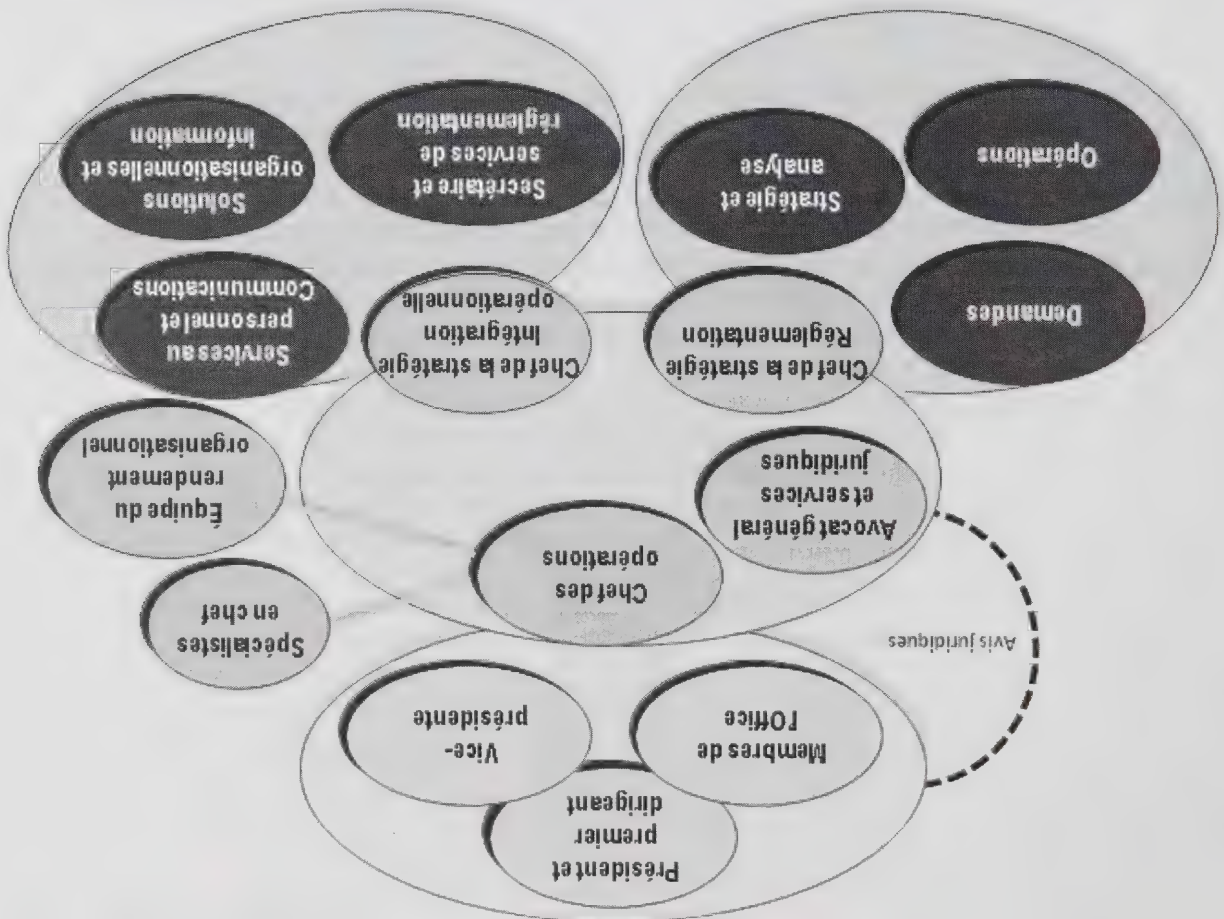 Président et
premier
dirigeant
Membres de
l'Office
Vice-
présidente
Avis juridiques
Chef des
opérations
Spécialistes
en chef
Avocat général
et services
juridiques
Équipe du
rendement
organisationnel
Demandes
Chef de la stratégie
Réglementation
Chef de la stratégie
Intégration
opérationnelle
Services au
personnel et
Communications
Opérations
Stratégie et
analyse
Secrétaire et
services de
réglementation
Solutions
organisationnelles et
Information